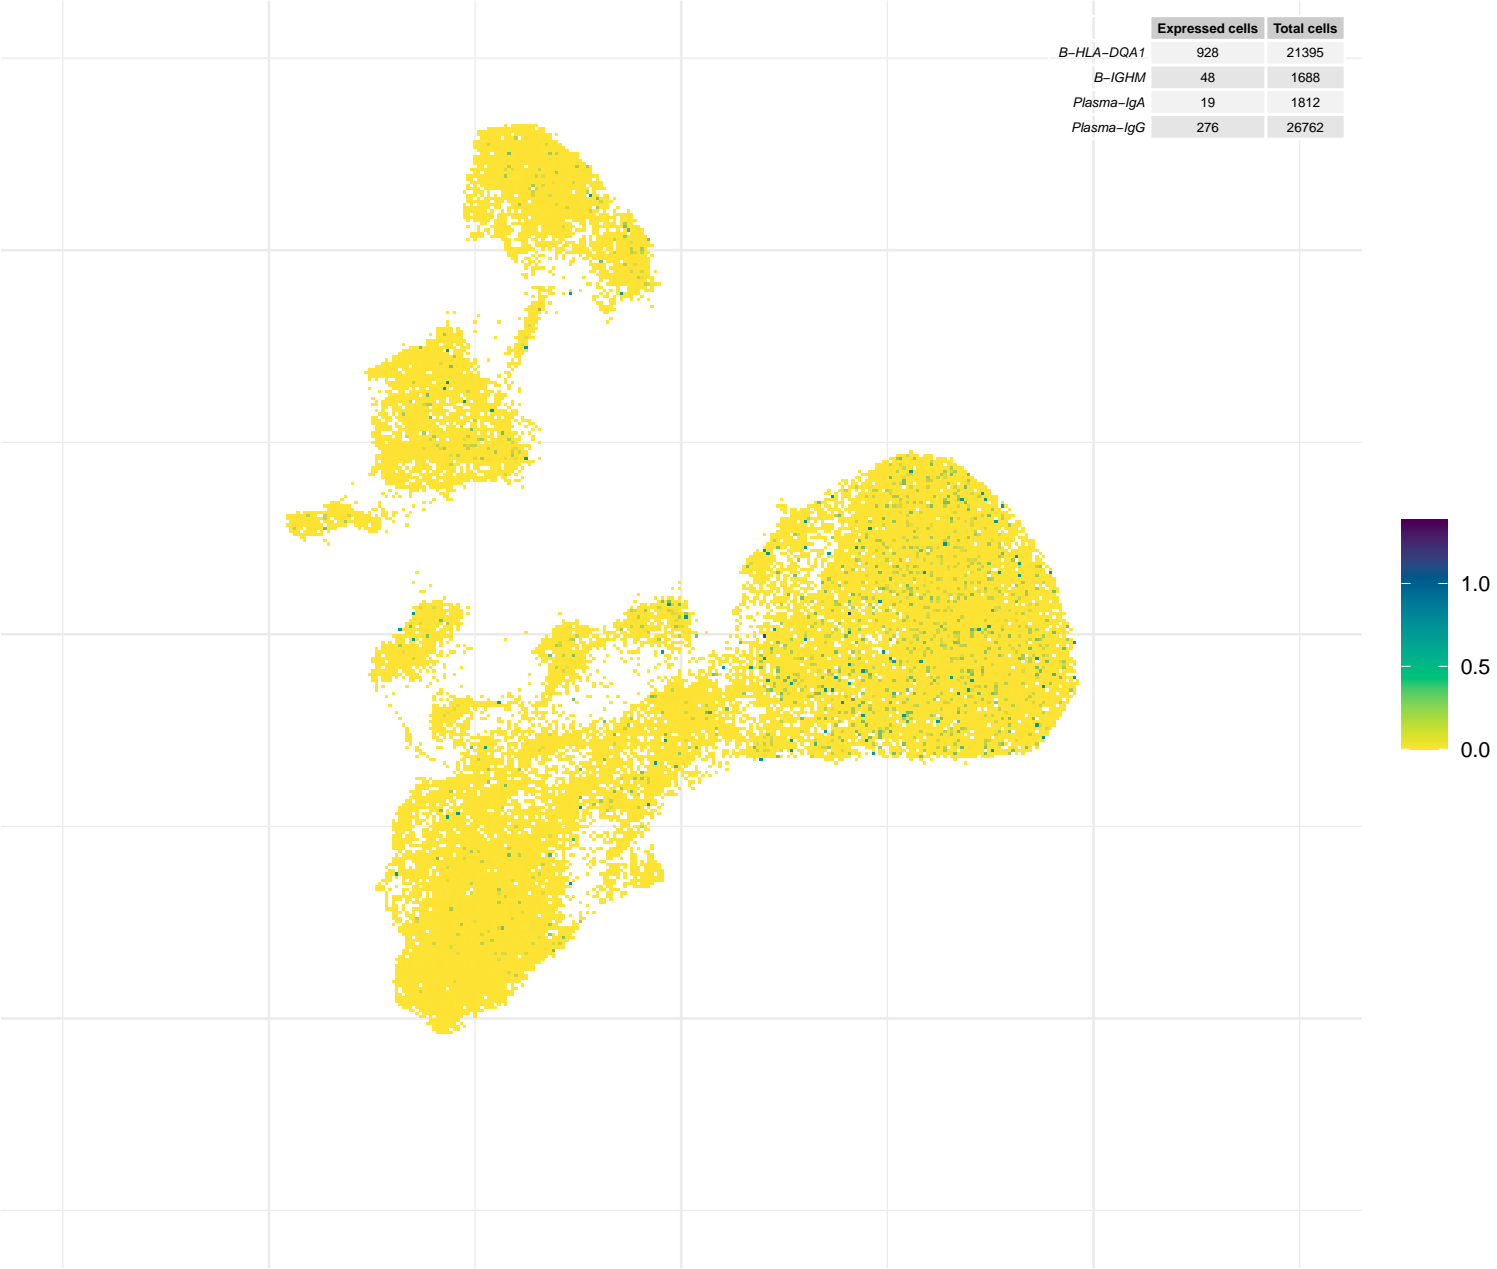 Expressed cells Total cells
B−HLA−DQA1 928 21395
B−IGHM 48 1688
Plasma−IgA 19 1812
Plasma−IgG 276 26762
1.0
0.5
0.0